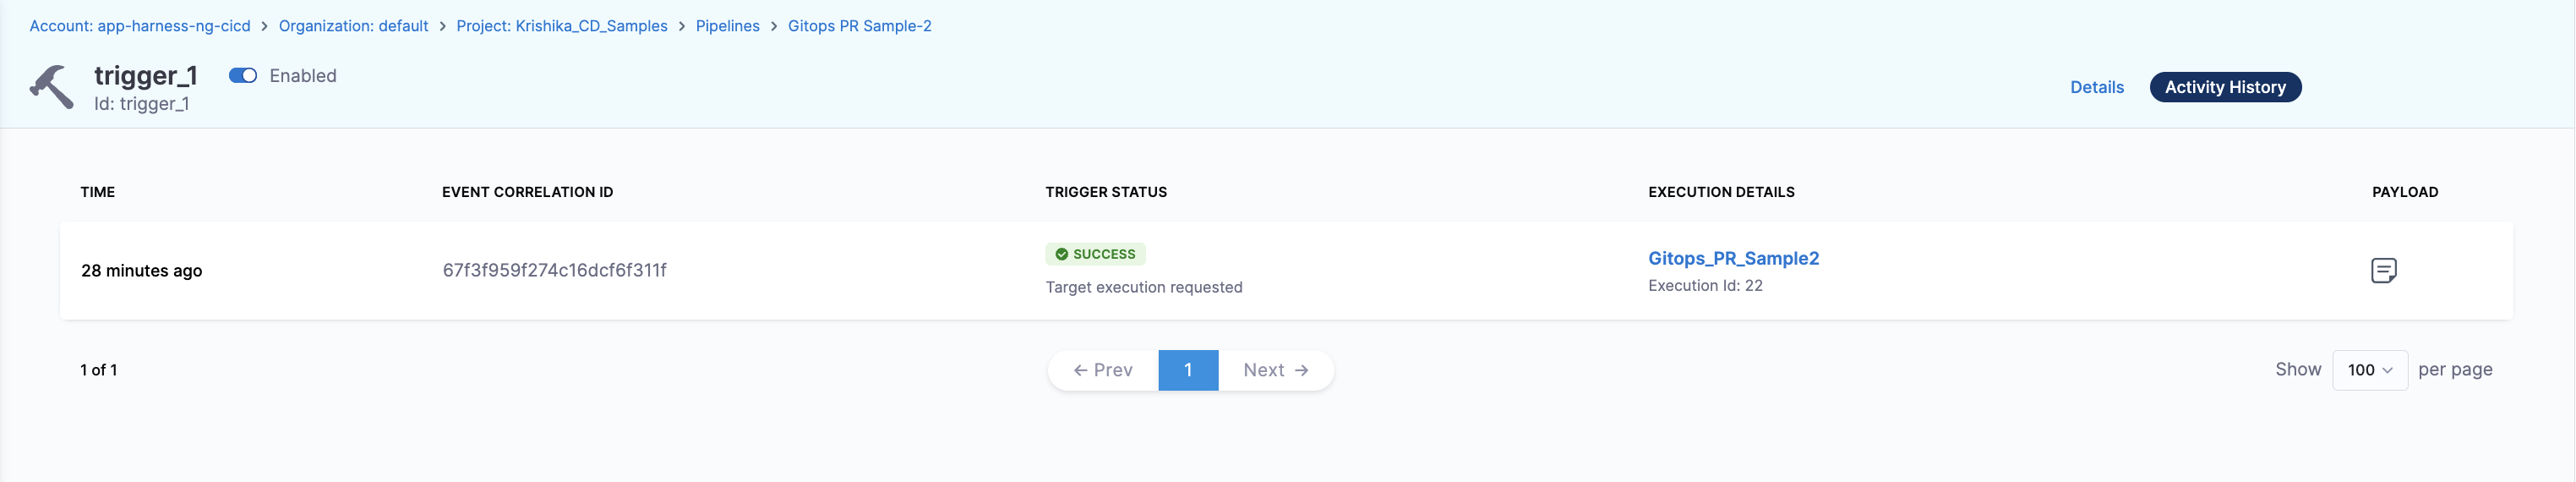 Account: app-harness-ng-cicd > Organization: default > Project: Krishika_CD_Samples > Pipelines > Gitops PR Sample-2
trigger_1 Enabled
Id: trigger_1
Details Activity History
TIME EVENT CORRELATION ID TRIGGER STATUS EXECUTION DETAILS PAYLOAD
28 minutes ago 67f3f959f274c16dcf6f311f SUCCESS Gitops_PR_Sample2
Target execution requested Execution Id: 22
1 of 1 ← Prev 1 Next → Show 100 per page